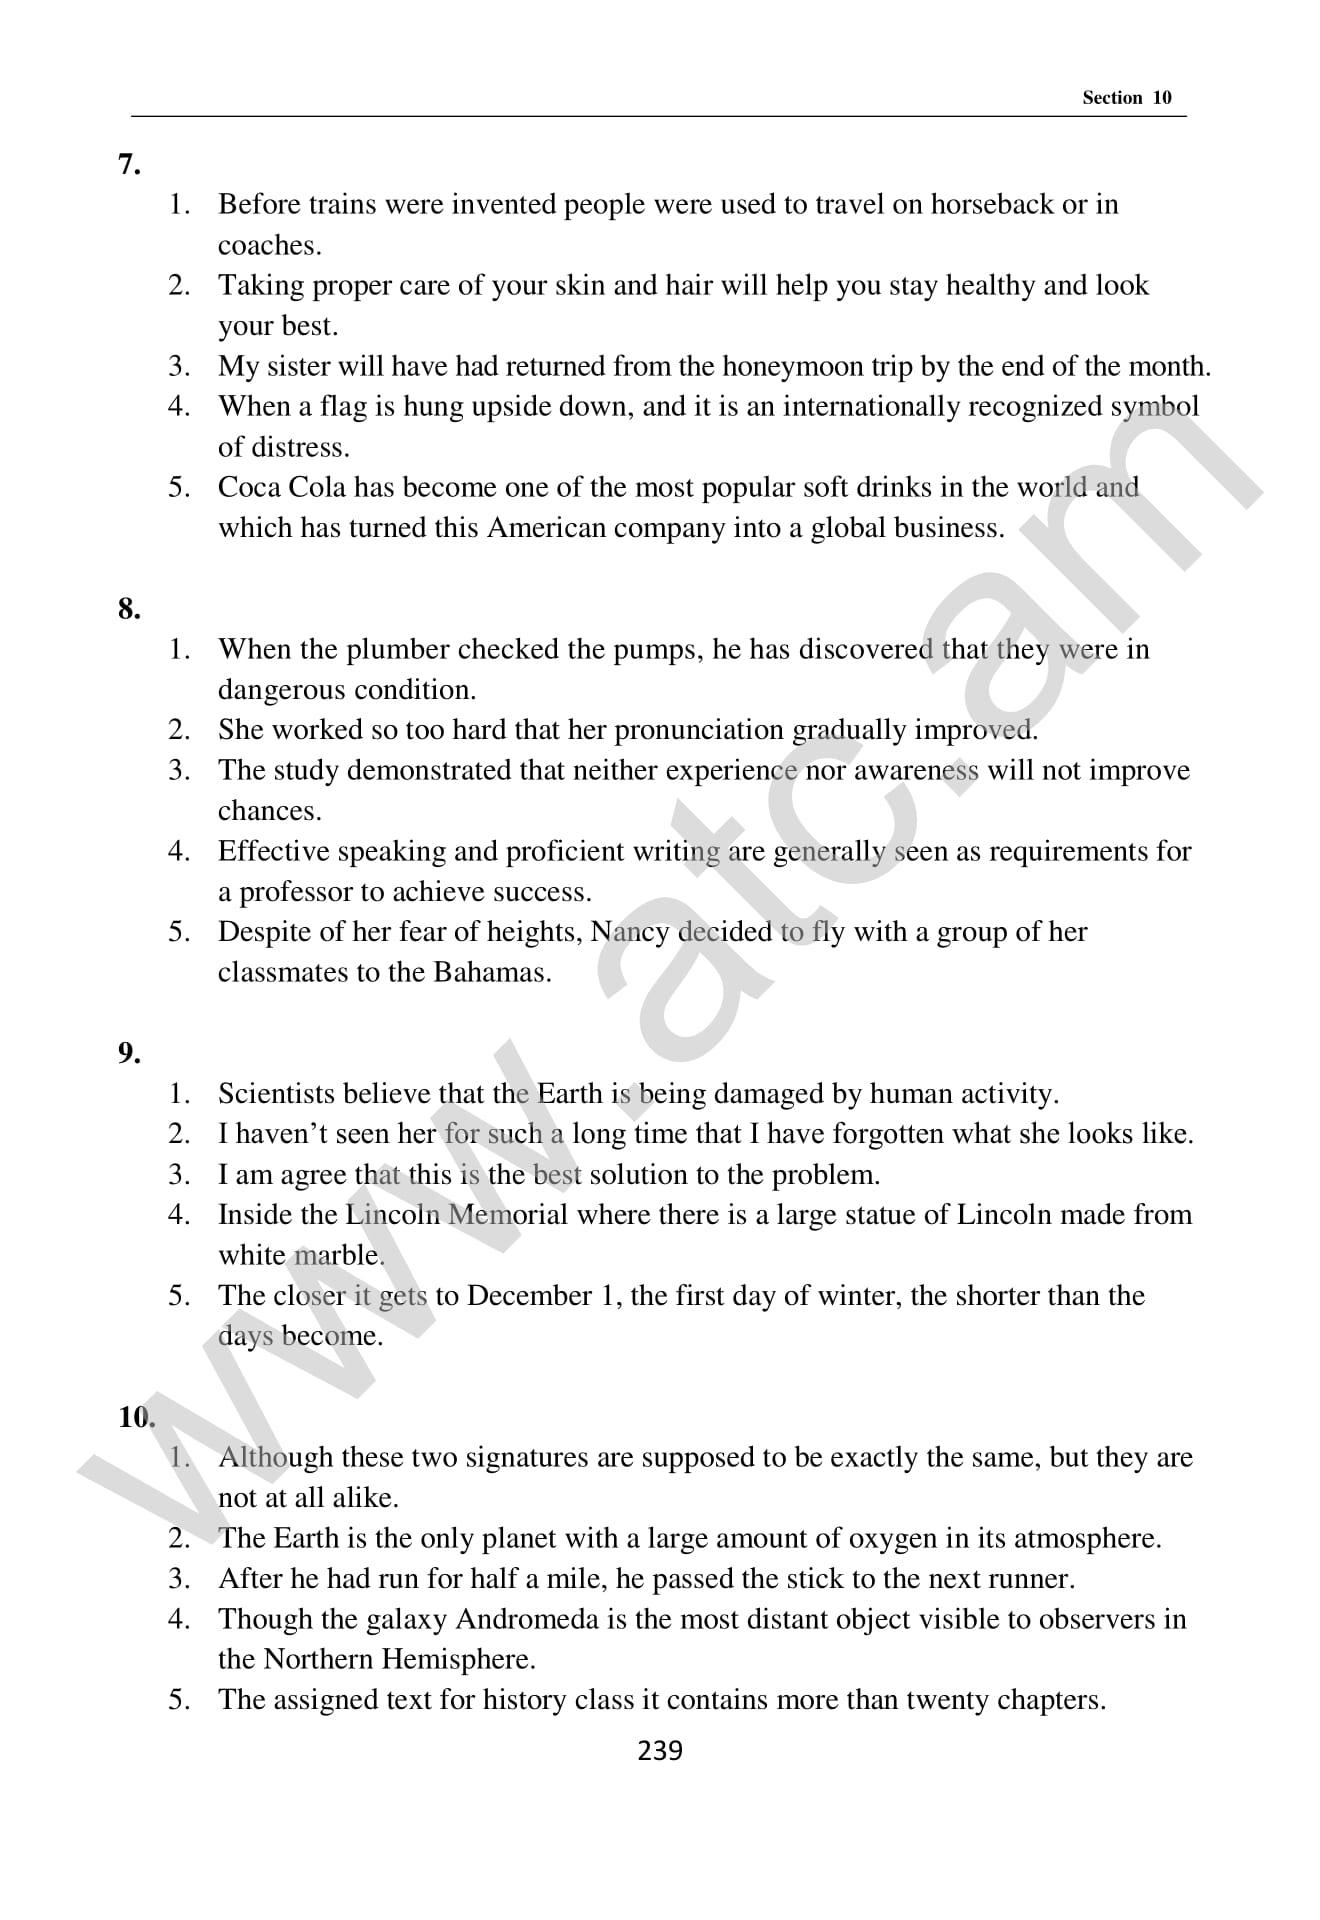 Section 10
7.
1. Before trains were invented people were used to travel on horseback or in
coaches.
2. Taking proper care of your skin and hair will help you stay healthy and look
your best.
3. My sister will have had returned from the honeymoon trip by the end of the month.
4. When a flag is hung upside down, and it is an internationally recognized symbol
of distress.
5. Coca Cola has become one of the most popular soft drinks in the world and
which has turned this American company into a global business.
8.
1. When the plumber checked the pumps, he has discovered that they were in
dangerous condition.
2. She worked so too hard that her pronunciation gradually improved.
3. The study demonstrated that neither experience nor awareness will not improve
chances.
4. Effective speaking and proficient writing are generally seen as requirements for
a professor to achieve success.
5. Despite of her fear of heights, Nancy decided to fly with a group of her
classmates to the Bahamas.
9.
1. Scientists believe that the Earth is being damaged by human activity.
2. I haven’t seen her for such a long time that I have forgotten what she looks like.
3. I am agree that this is the best solution to the problem.
4. Inside the Lincoln Memorial where there is a large statue of Lincoln made from
white marble.
5. The closer it gets to December 1, the first day of winter, the shorter than the
days become.
10.
1. Although these two signatures are supposed to be exactly the same, but they are
not at all alike.
2. The Earth is the only planet with a large amount of oxygen in its atmosphere.
3. After he had run for half a mile, he passed the stick to the next runner.
4. Though the galaxy Andromeda is the most distant object visible to observers in
the Northern Hemisphere.
5. The assigned text for history class it contains more than twenty chapters.
239
www.atc.am